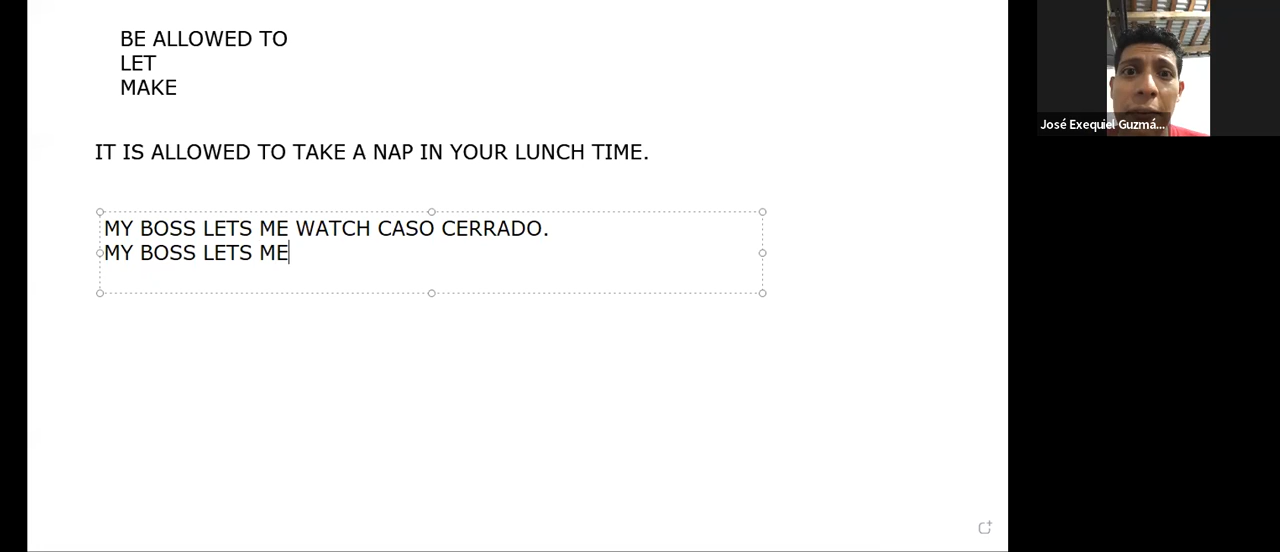 BE ALLOWED TO
LET
MAKE
IT IS ALLOWED TO TAKE A NAP IN YOUR LUNCH TIME.
MY BOSS LETS ME WATCH CASO CERRADO.
MY BOSS LETS ME
José Exequiel Guzmá...